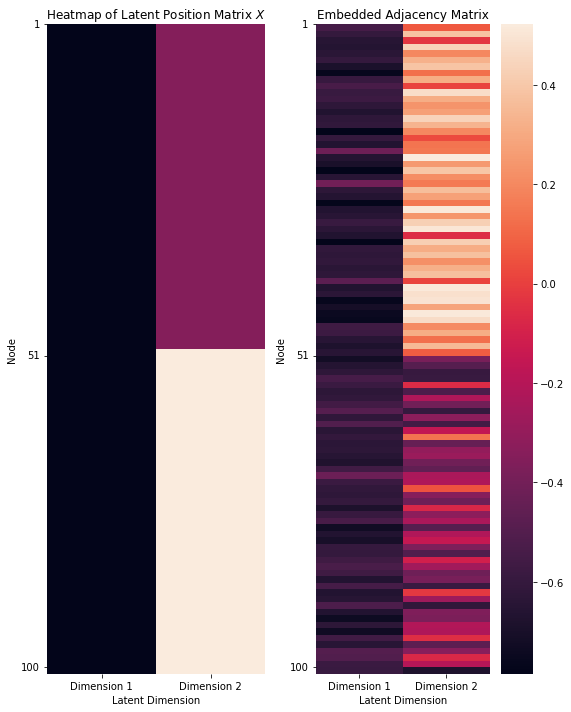 Heatmap of Latent Position Matrix X
1
51
100
Node
Dimension 1
Dimension 2
Latent Dimension
Embedded Adjacency Matrix
1
51
100
Node
Dimension 1
Dimension 2
Latent Dimension
0.4
0.2
0.0
−0.2
−0.4
−0.6